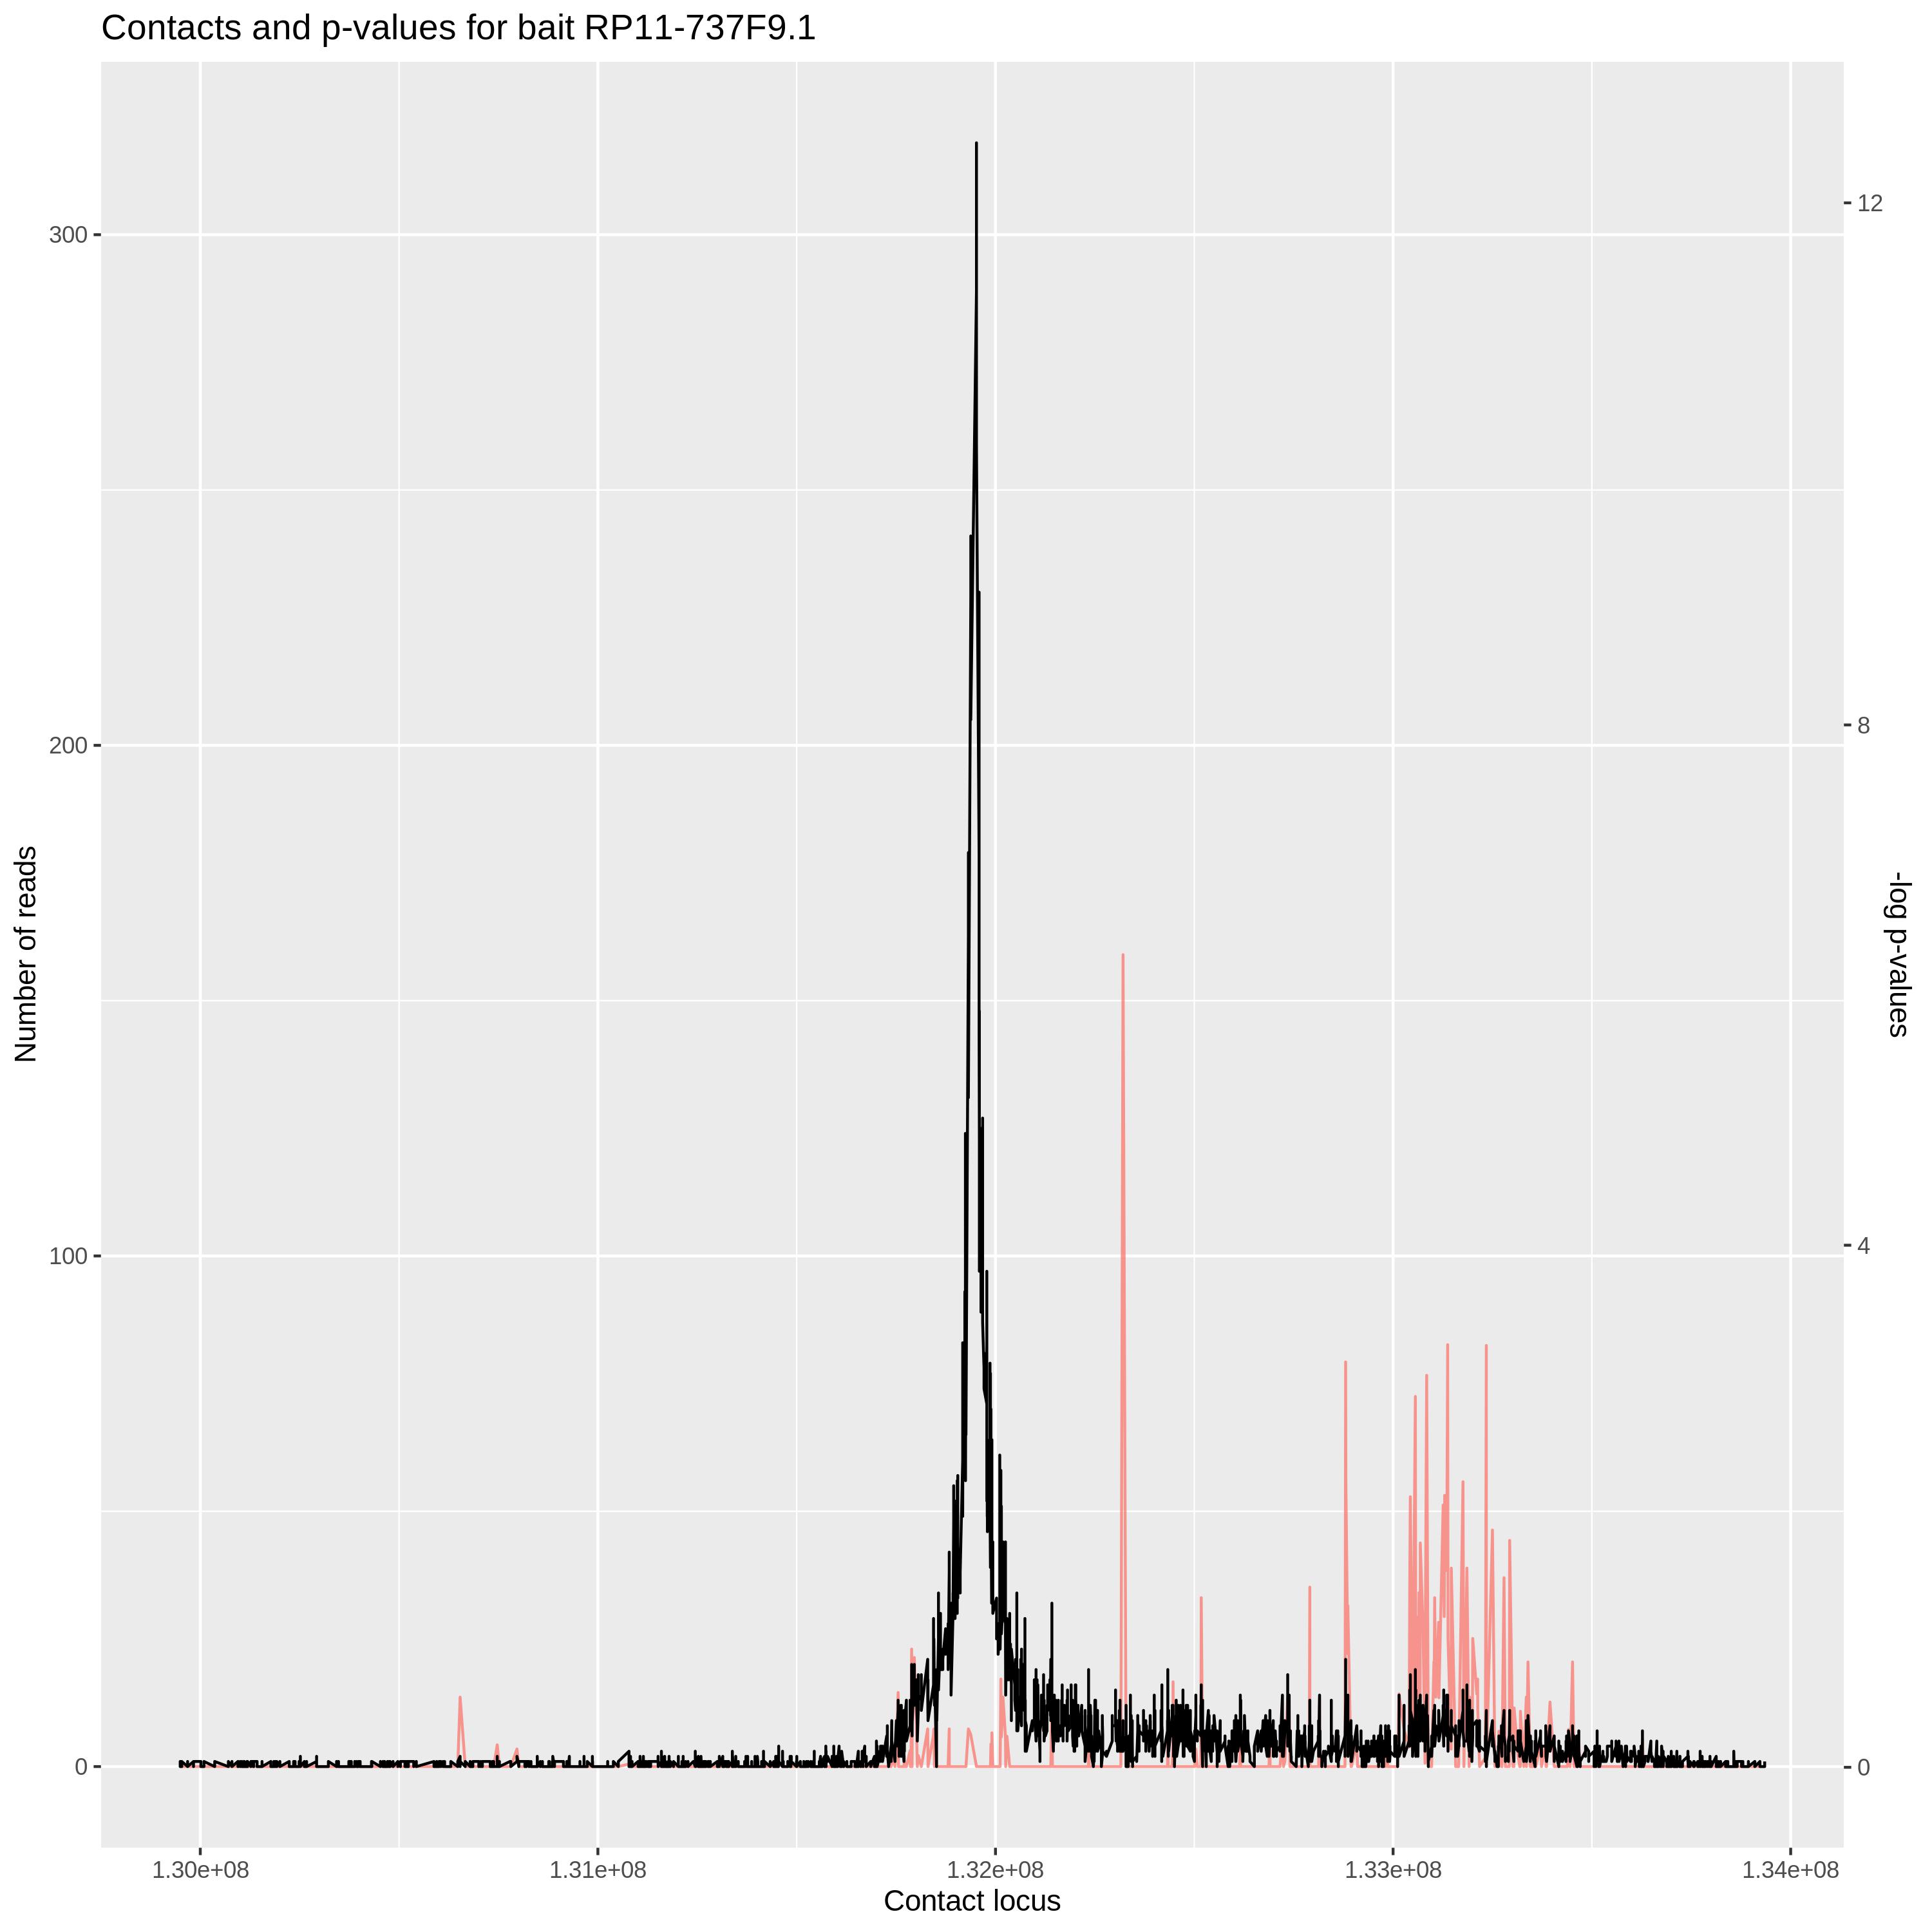 Contacts and p-values for bait RP11-737F9.1
300
200
100
0
Number of reads
12
8
4
0
-log p-values
1.30e+08
1.31e+08
1.32e+08
1.33e+08
1.34e+08
Contact locus